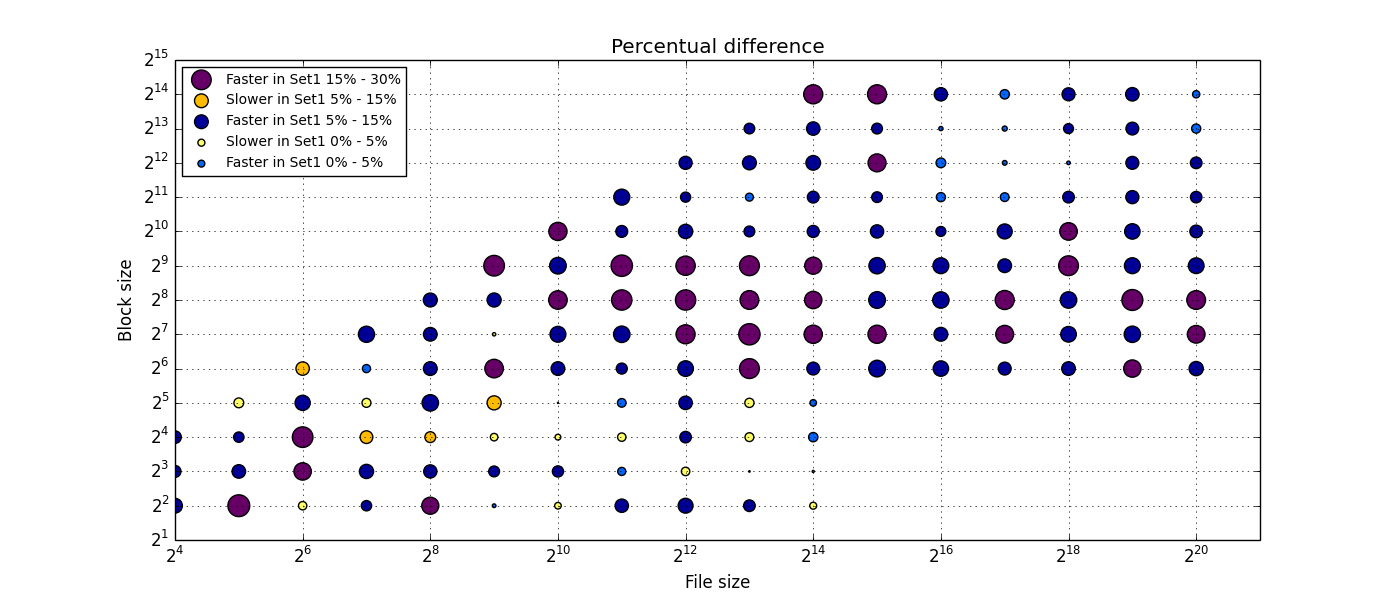 Percentual difference
Faster in Set1 15% - 30%
Slower in Set1 5% - 15%
Faster in Set1 5% - 15%
Slower in Set1 0% - 5%
Faster in Set1 0% - 5%
Block size
2^15
2^14
2^13
2^12
2^11
2^10
2^9
2^8
2^7
2^6
2^5
2^4
2^3
2^2
2^1
2^4 2^6 2^8 2^10 2^12 2^14 2^16 2^18 2^20
File size